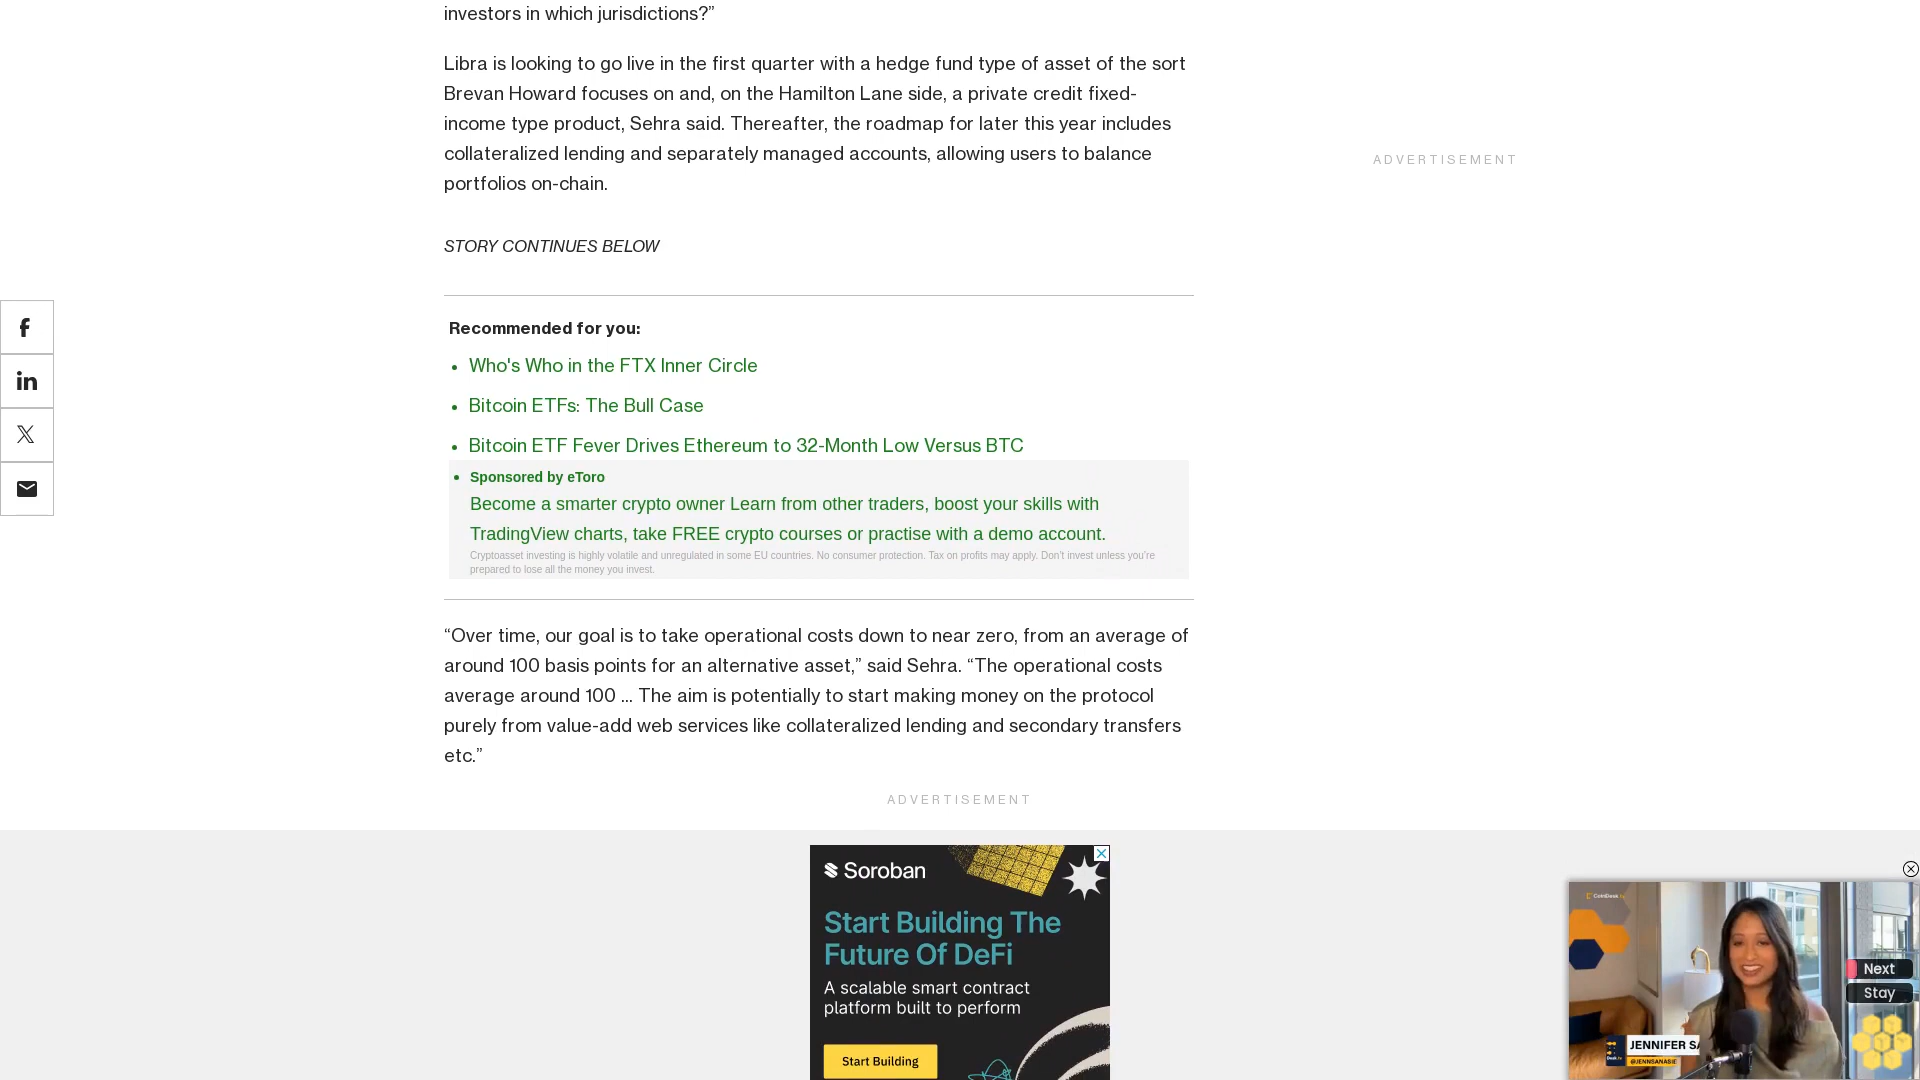 investors in which jurisdictions?”
Libra is looking to go live in the first quarter with a hedge fund type of asset of the sort
Brevan Howard focuses on and, on the Hamilton Lane side, a private credit fixed-
income type product, Sehra said. Thereafter, the roadmap for later this year includes
collateralized lending and separately managed accounts, allowing users to balance
portfolios on-chain.
ADVERTISEMENT
STORY CONTINUES BELOW
Recommended for you:
Who's Who in the FTX Inner Circle
Bitcoin ETFs: The Bull Case
Bitcoin ETF Fever Drives Ethereum to 32-Month Low Versus BTC
Sponsored by eToro
Become a smarter crypto owner Learn from other traders, boost your skills with
TradingView charts, take FREE crypto courses or practise with a demo account.
Cryptoasset investing is highly volatile and unregulated in some EU countries. No consumer protection. Tax on profits may apply. Don’t invest unless you’re
prepared to lose all the money you invest.
“Over time, our goal is to take operational costs down to near zero, from an average of
around 100 basis points for an alternative asset,” said Sehra. “The operational costs
average around 100 ... The aim is potentially to start making money on the protocol
purely from value-add web services like collateralized lending and secondary transfers
etc.”
ADVERTISEMENT
Soroban
Start Building The
Future Of DeFi
A scalable smart contract
platform built to perform
Start Building
CoinDesk
Next
Stay
JENNIFER SA
@JENNSANASIE